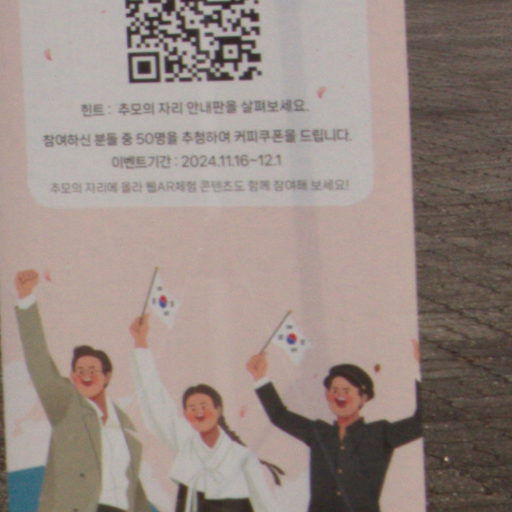 힌트 : 추모의 자리 안내판을 살펴보세요.
참여하신 분들 중 50명을 추첨하여 커피쿠폰을 드립니다.
이벤트기간 : 2024.11.16~12.1
추모의 자리에 올라 웹AR체험 콘텐츠도 함께 참여해 보세요!